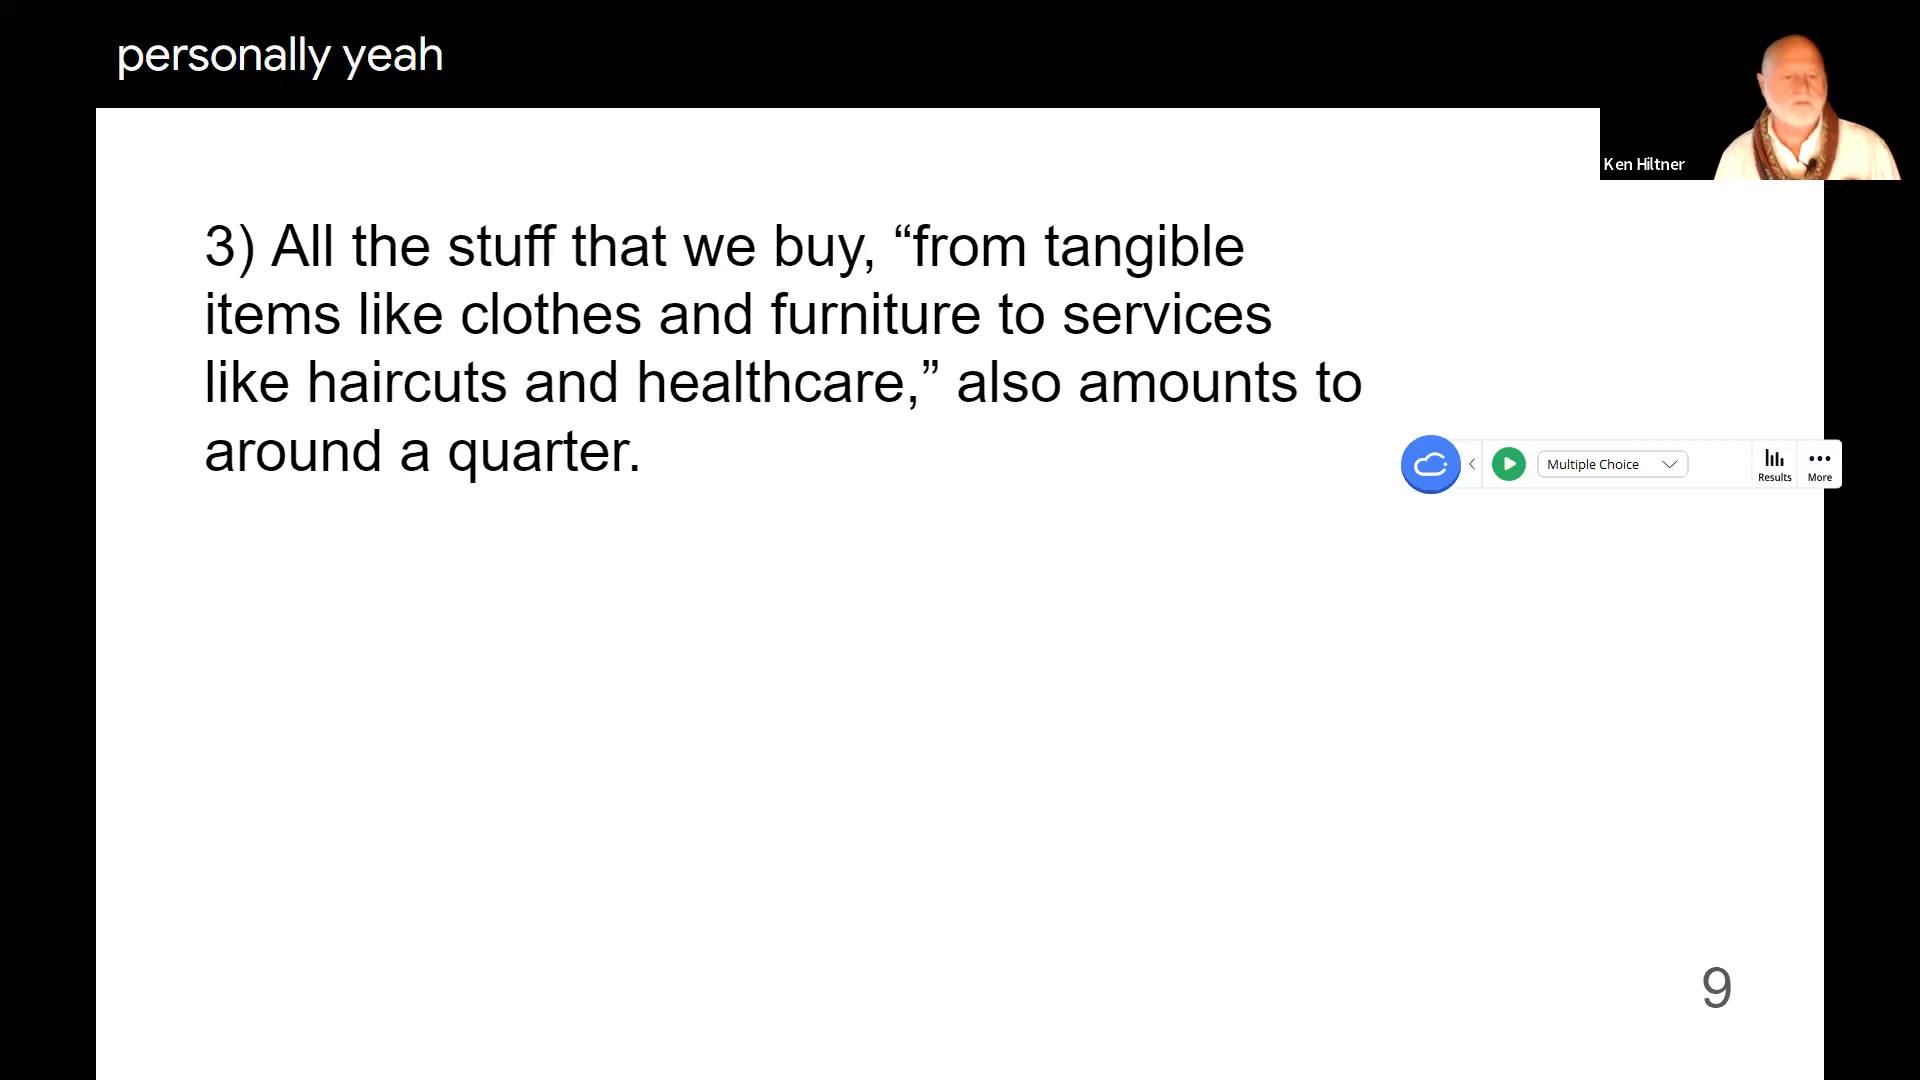 personally yeah
Ken Hiltner
3) All the stuff that we buy, “from tangible
items like clothes and furniture to services
like haircuts and healthcare,” also amounts to
around a quarter.
Multiple Choice
Results
More
9